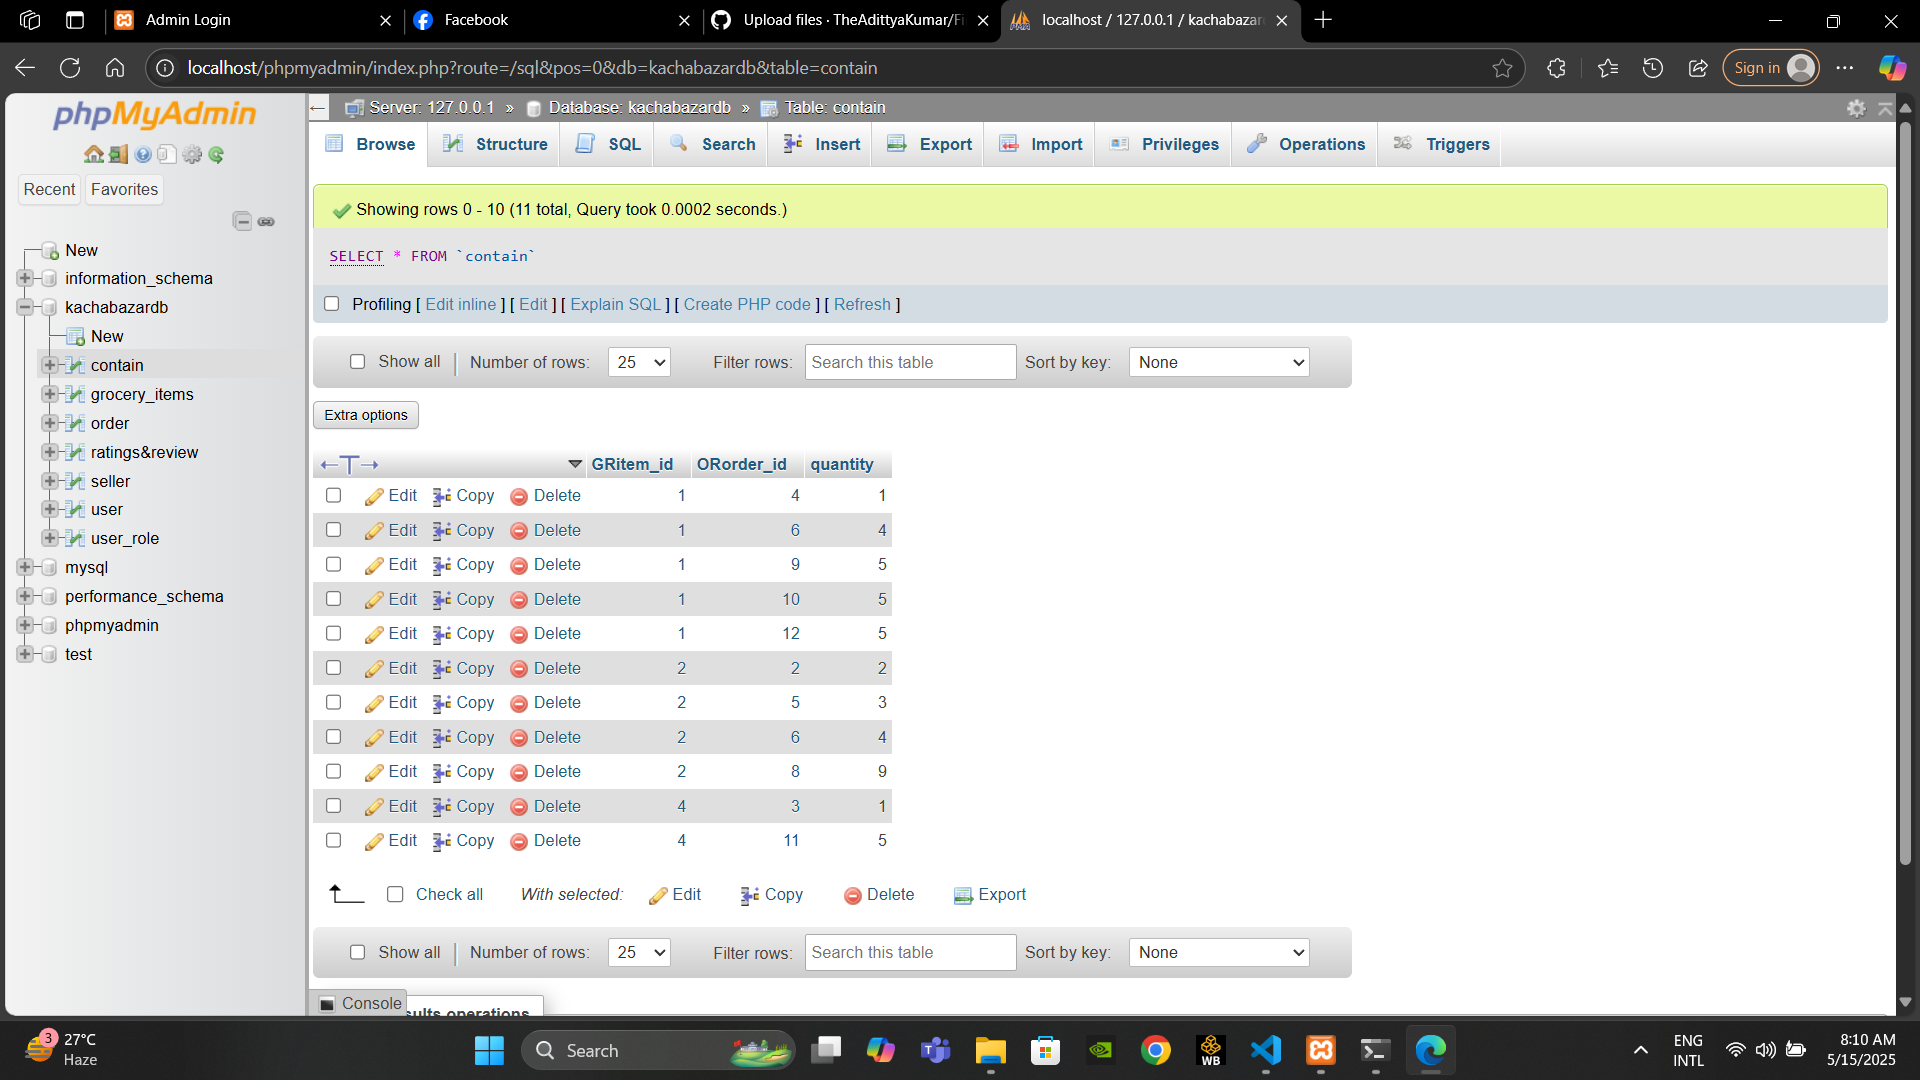 Admin Login
Facebook
Upload files · TheAdittyaKumar/Fi
localhost / 127.0.0.1 / kachabazar
localhost/phpmyadmin/index.php?route=/sql&pos=0&db=kachabazardb&table=contain
Sign in
phpMyAdmin
Recent Favorites
New
information_schema
kachabazardb
New
contain
grocery_items
order
ratings&review
seller
user
user_role
mysql
performance_schema
phpmyadmin
test
Server: 127.0.0.1 » Database: kachabazardb » Table: contain
Browse Structure SQL Search Insert Export Import Privileges Operations Triggers
Showing rows 0 - 10 (11 total, Query took 0.0002 seconds.)
SELECT * FROM `contain`
Profiling [ Edit inline ] [ Edit ] [ Explain SQL ] [ Create PHP code ] [ Refresh ]
Show all Number of rows: 25 Filter rows: Search this table Sort by key: None
Extra options
←T→ GRitem_id ORorder_id quantity
Edit Copy Delete 1 4 1
Edit Copy Delete 1 6 4
Edit Copy Delete 1 9 5
Edit Copy Delete 1 10 5
Edit Copy Delete 1 12 5
Edit Copy Delete 2 2 2
Edit Copy Delete 2 5 3
Edit Copy Delete 2 6 4
Edit Copy Delete 2 8 9
Edit Copy Delete 4 3 1
Edit Copy Delete 4 11 5
Check all With selected: Edit Copy Delete Export
Show all Number of rows: 25 Filter rows: Search this table Sort by key: None
Console
sults operations
3
27°C
Haze
Search
WB
ENG
INTL
8:10 AM
5/15/2025